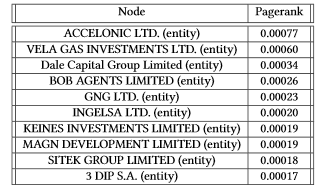 Node Pagerank
ACCELONIC LTD. (entity) 0.00077
VELA GAS INVESTMENTS LTD. (entity) 0.00060
Dale Capital Group Limited (entity) 0.00034
BOB AGENTS LIMITED (entity) 0.00026
GNG LTD. (entity) 0.00023
INGELSA LTD. (entity) 0.00020
KEINES INVESTMENTS LIMITED (entity) 0.00019
MAGN DEVELOPMENT LIMITED (entity) 0.00019
SITEK GROUP LIMITED (entity) 0.00018
3 DIP S.A. (entity) 0.00017